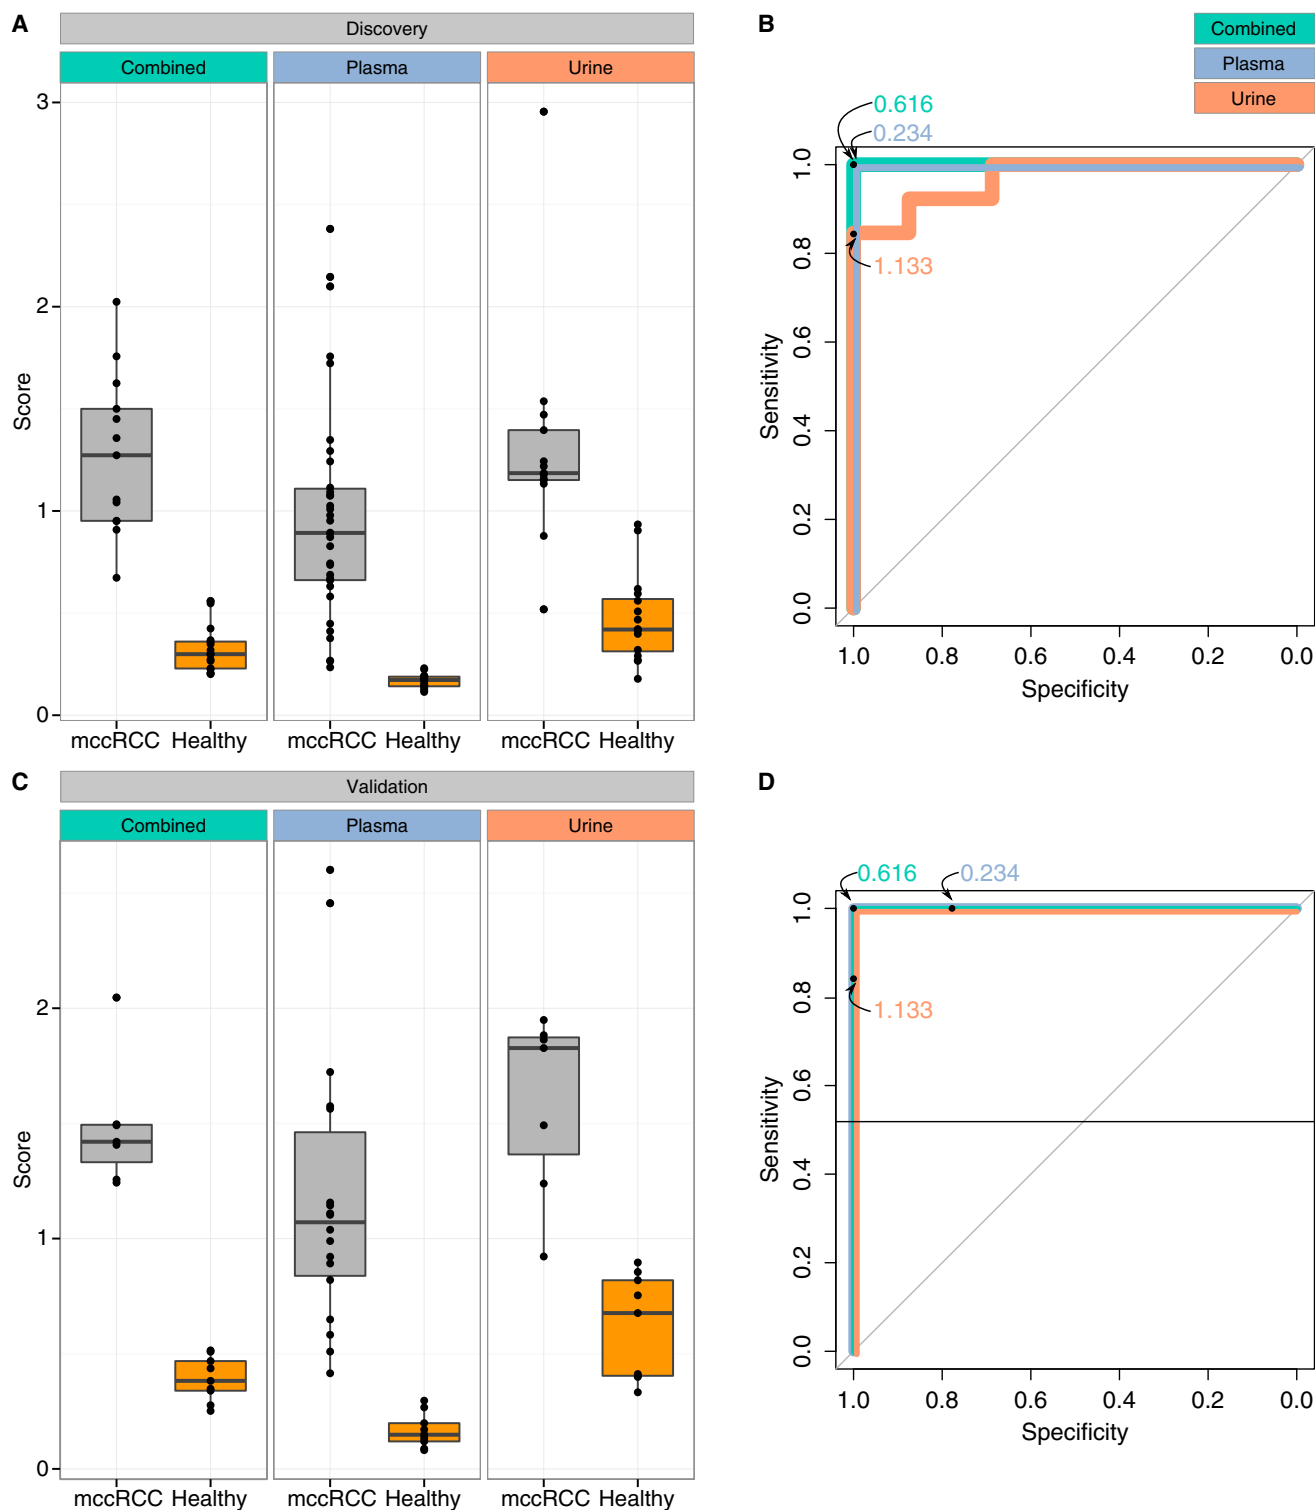 A
Discovery
Combined
Plasma
Urine
Score
3
2
1
0
mccRCC
Healthy
mccRCC
Healthy
mccRCC
Healthy
B
Combined
Plasma
Urine
0.616
0.234
1.133
Sensitivity
1.0
0.8
0.6
0.4
0.2
0.0
1.0
0.8
0.6
0.4
0.2
0.0
Specificity
C
Validation
Combined
Plasma
Urine
Score
2
1
0
mccRCC
Healthy
mccRCC
Healthy
mccRCC
Healthy
D
0.616
0.234
1.133
Sensitivity
1.0
0.8
0.6
0.4
0.2
0.0
1.0
0.8
0.6
0.4
0.2
0.0
Specificity